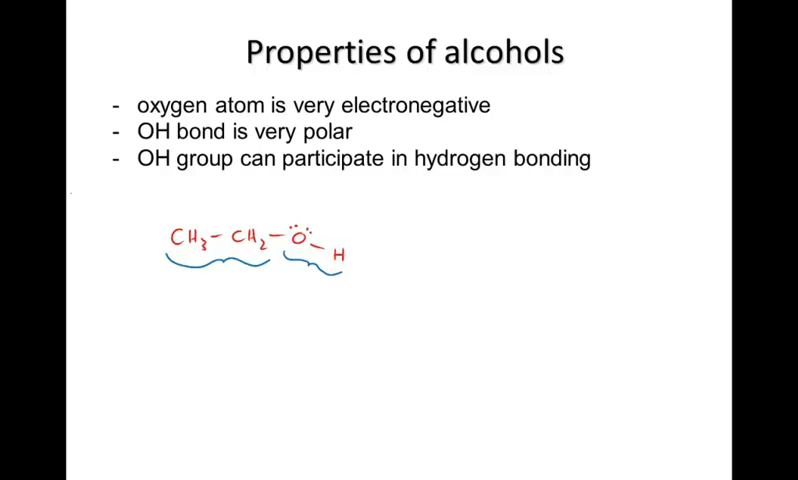 Properties of alcohols
- oxygen atom is very electronegative
- OH bond is very polar
- OH group can participate in hydrogen bonding
CH₃ – CH₂ – O – H